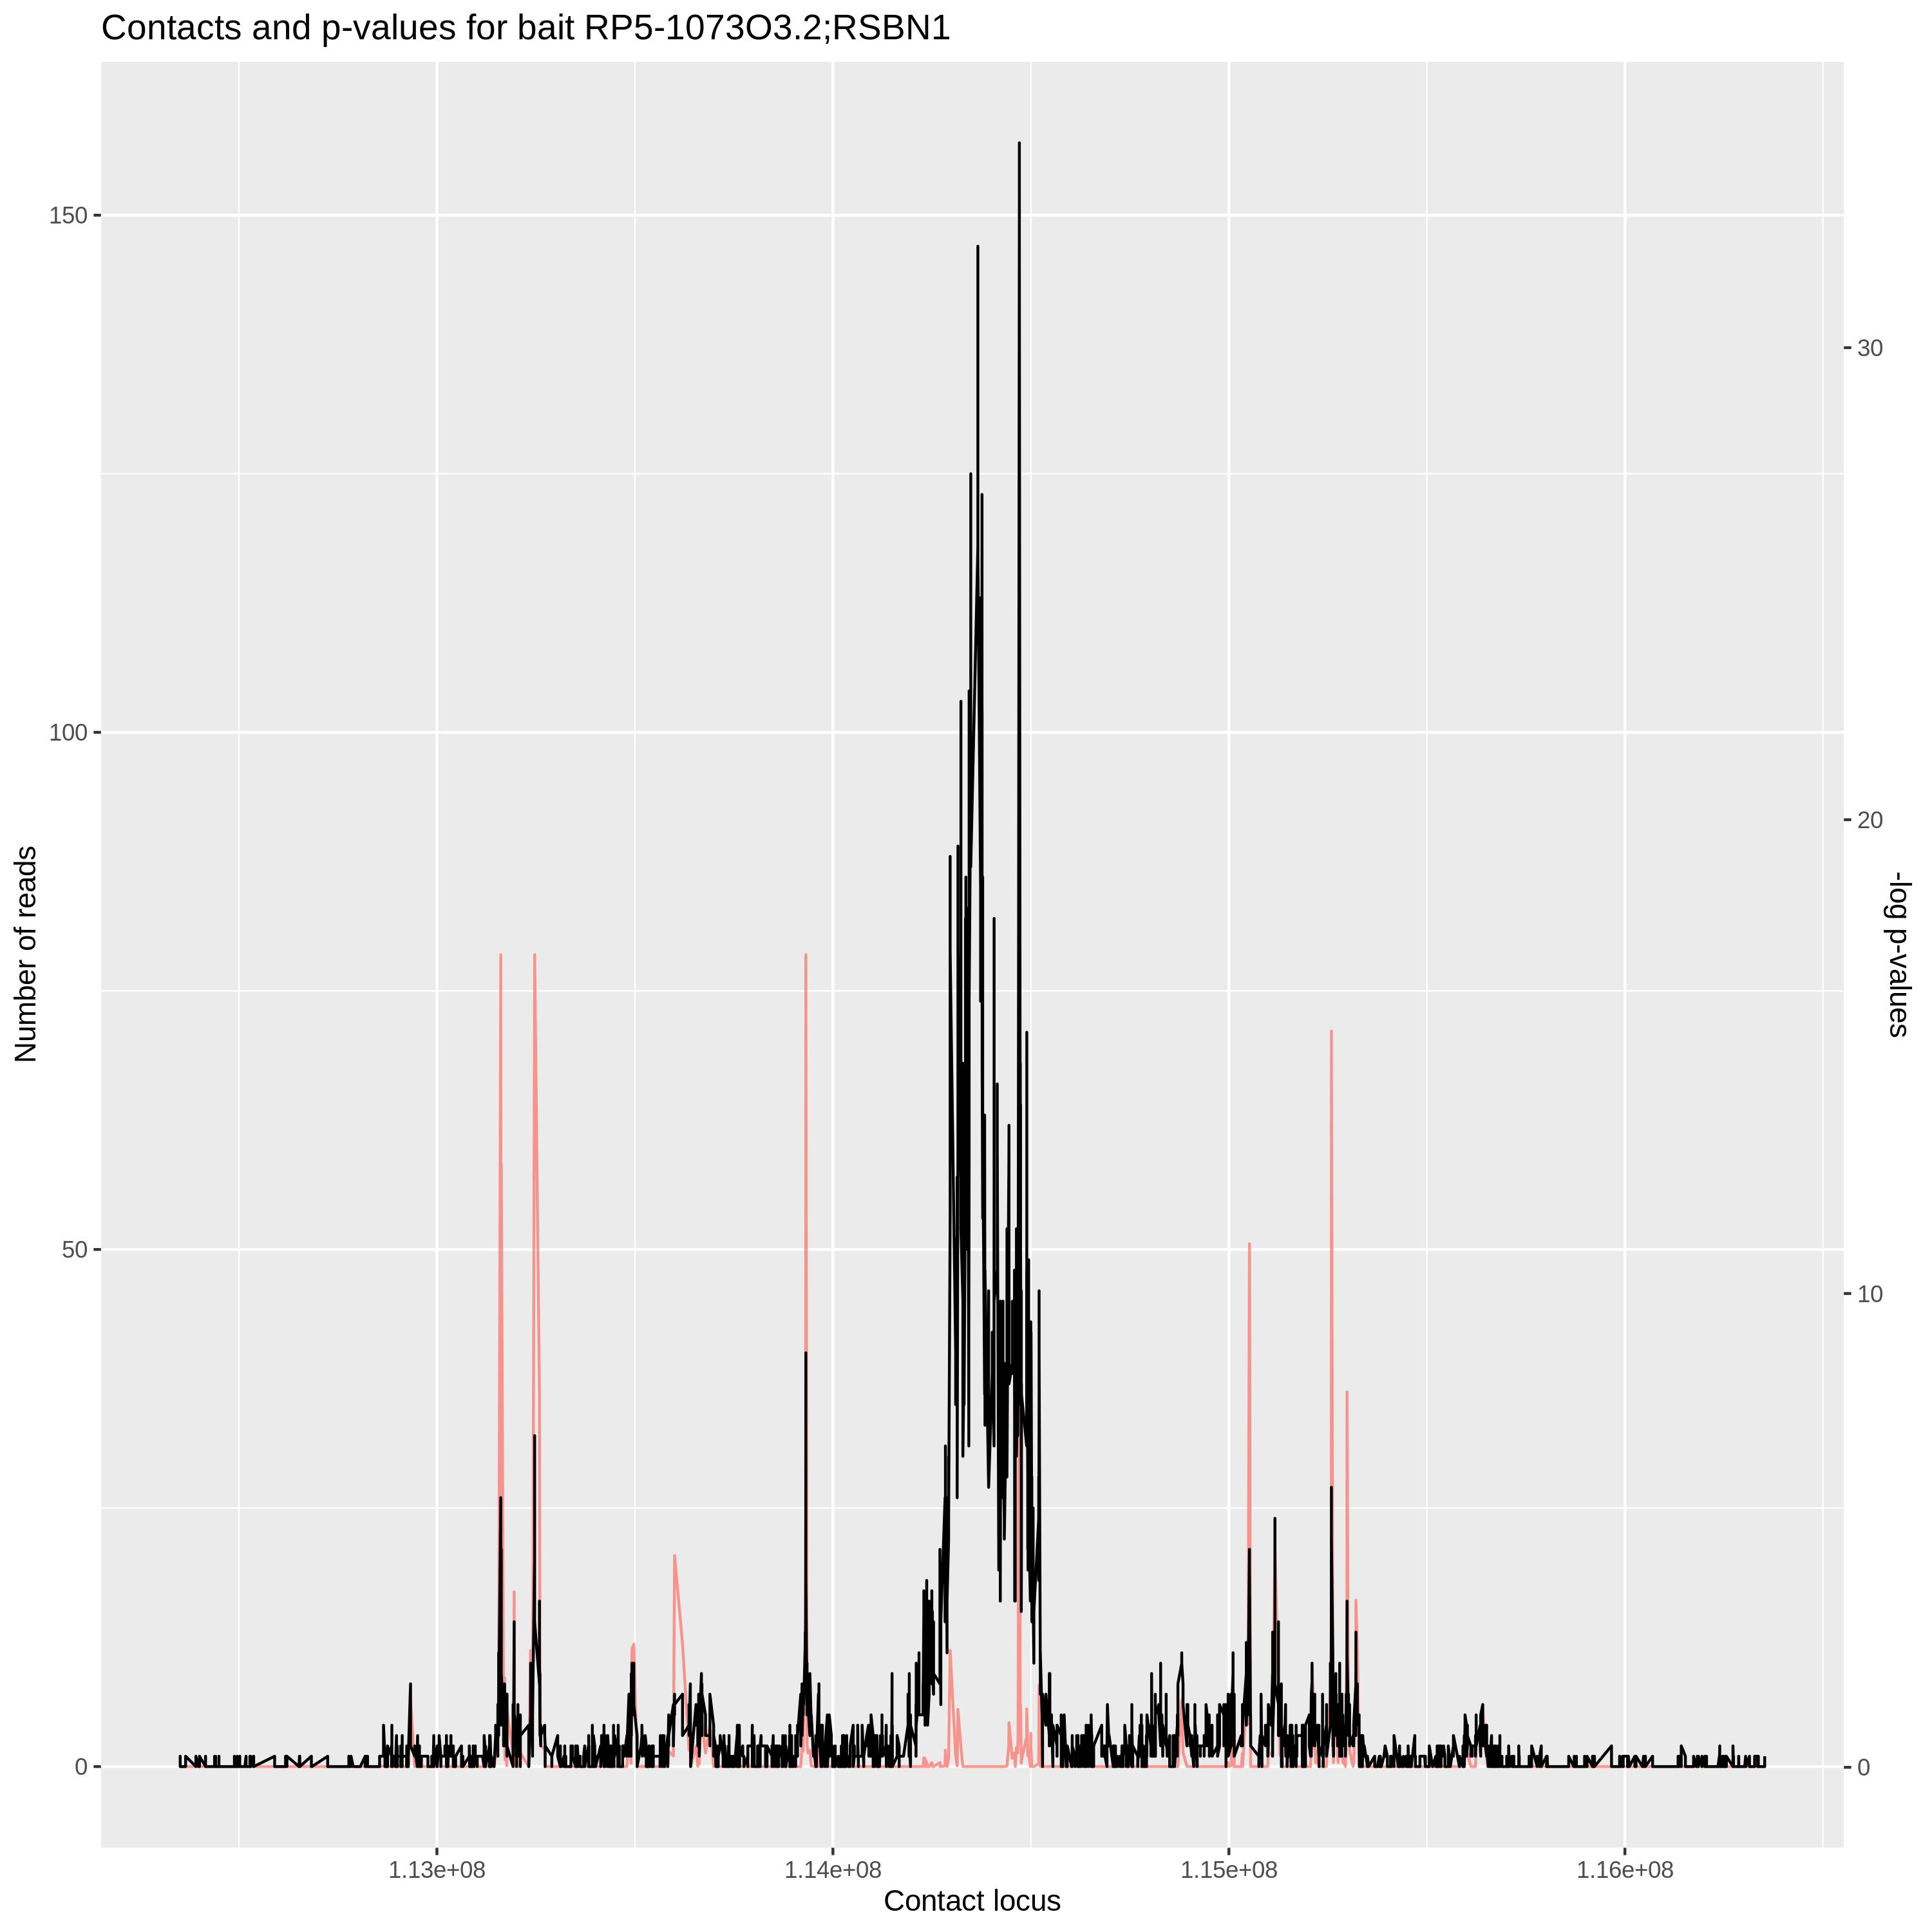 Contacts and p-values for bait RP5-1073O3.2;RSBN1
150
100
50
0
Number of reads
30
20
10
0
-log p-values
1.13e+08
1.14e+08
1.15e+08
1.16e+08
Contact locus